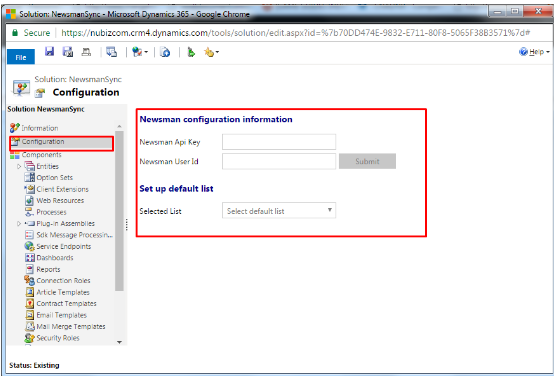 Solution: NewsmanSync - Microsoft Dynamics 365 - Google Chrome
Secure | https://nubizcom.crm4.dynamics.com/tools/solution/edit.aspx?id=%7b70DD474E-9832-E711-80F8-5065F38B3571%7d#
File
Help
Solution: NewsmanSync
Configuration
Solution NewsmanSync
Information
Configuration
Components
Entities
Option Sets
Client Extensions
Web Resources
Processes
Plug-in Assemblies
Sdk Message Processin...
Service Endpoints
Dashboards
Reports
Connection Roles
Article Templates
Contract Templates
Email Templates
Mail Merge Templates
Security Roles
Newsman configuration information
Newsman Api Key
Newsman User Id
Submit
Set up default list
Selected List
Select default list
Status: Existing